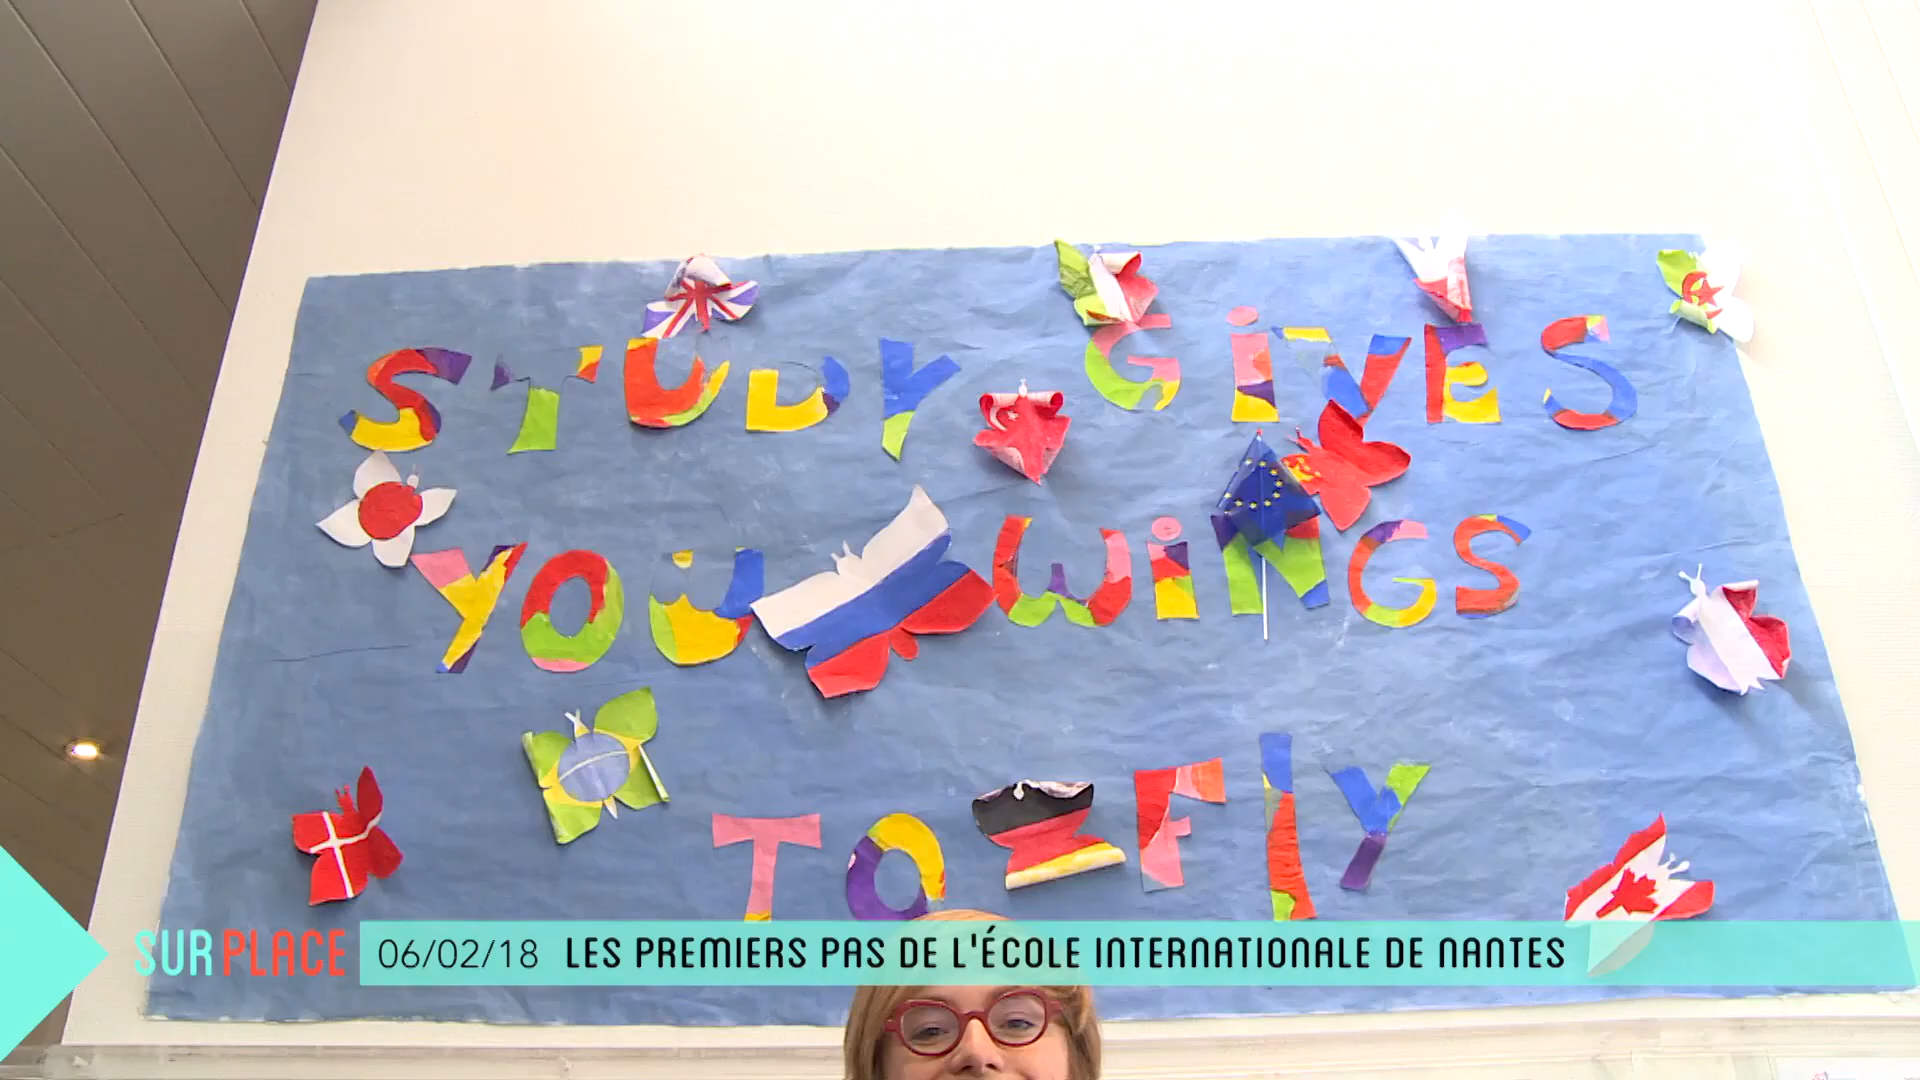 STUDY GiVES
YOU WiNGS
TO FlY
SUR PLACE 06/02/18 LES PREMIERS PAS DE L'ÉCOLE INTERNATIONALE DE NANTES